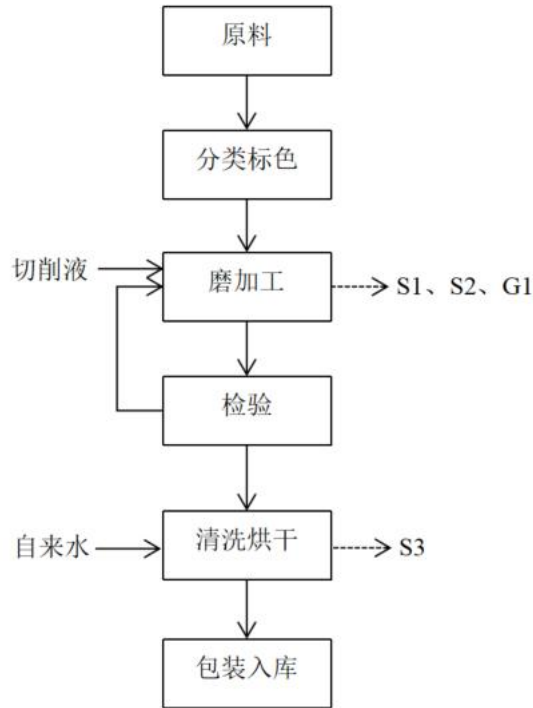 原料
分类标色
切削液
磨加工
S1、S2、G1
检验
自来水
清洗烘干
S3
包装入库